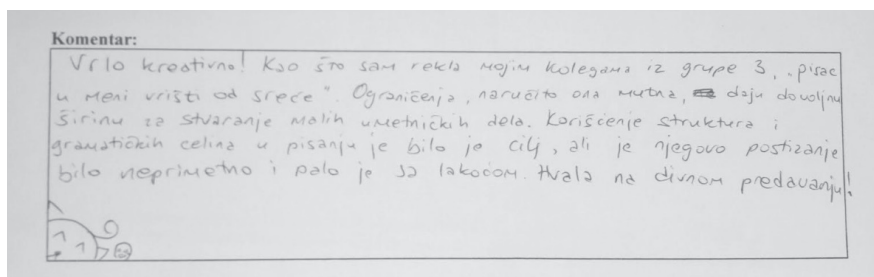 Komentar:
Vrlo kreativno! Kao što sam rekla mojim kolegama iz grupe 3, „pisac
u meni vrišti od sreće". Ograničenja, naročito ona mutna, daju dovoljnu
širinu za stvaranje malih umetničkih dela. Korišćenje struktura i
gramatičkih celina u pisanju je bilo je cilj, ali je njegovo postizanje
bilo neprimetno i palo je sa lakoćom. Hvala na divnom predavanju!